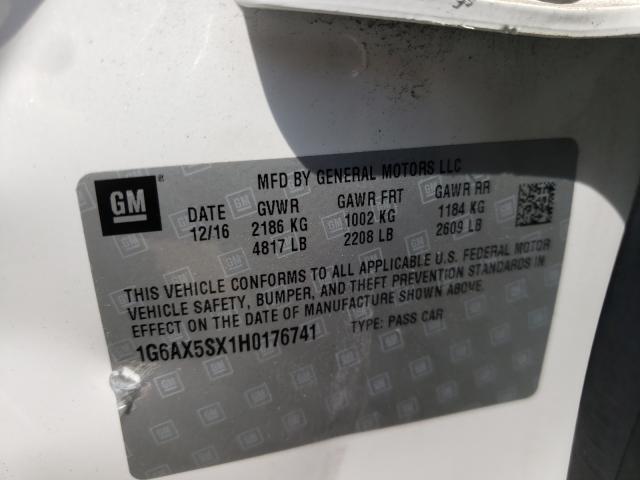 GM
MFD BY GENERAL MOTORS LLC
DATE GVWR GAWR FRT GAWR RR
12/16 2186 KG 1002 KG 1184 KG
4817 LB 2208 LB 2609 LB
THIS VEHICLE CONFORMS TO ALL APPLICABLE U.S. FEDERAL MOTOR
VEHICLE SAFETY, BUMPER, AND THEFT PREVENTION STANDARDS IN
EFFECT ON THE DATE OF MANUFACTURE SHOWN ABOVE.
1G6AX5SX1H0176741 TYPE: PASS CAR